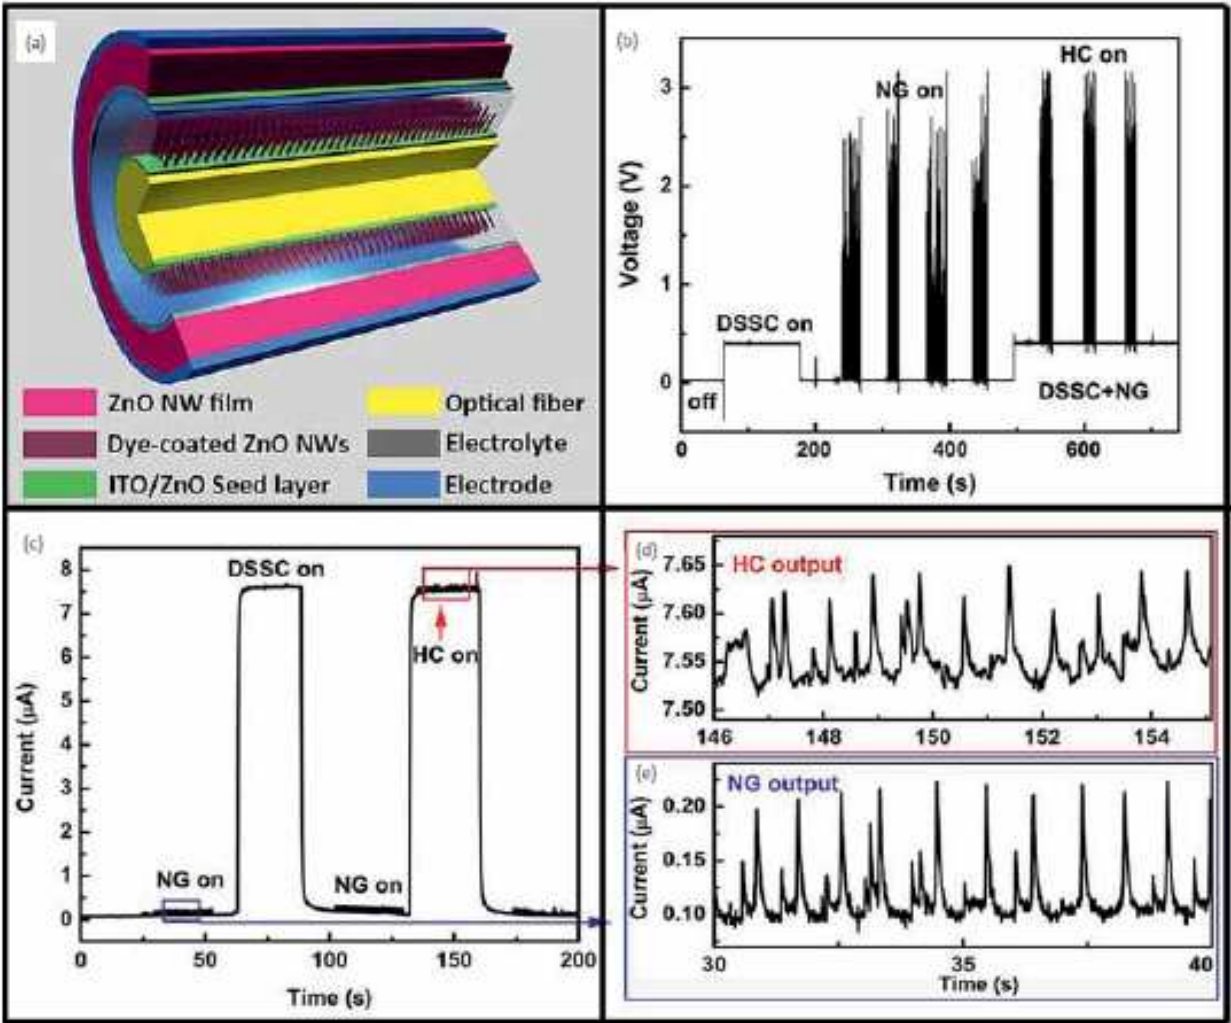 (a)
ZnO NW film
Dye-coated ZnO NWs
ITO/ZnO Seed layer
Optical fiber
Electrolyte
Electrode
(b)
Voltage (V)
3
2
1
0
off
DSSC on
NG on
HC on
DSSC+NG
0 200 400 600
Time (s)
(c)
Current (μA)
8
7
6
5
4
3
2
1
0
NG on
DSSC on
NG on
HC on
0 50 100 150 200
Time (s)
(d)
HC output
Current (μA)
7.65
7.60
7.55
7.50
146 148 150 152 154
(e)
NG output
Current (μA)
0.20
0.15
0.10
30 35 40
Time (s)